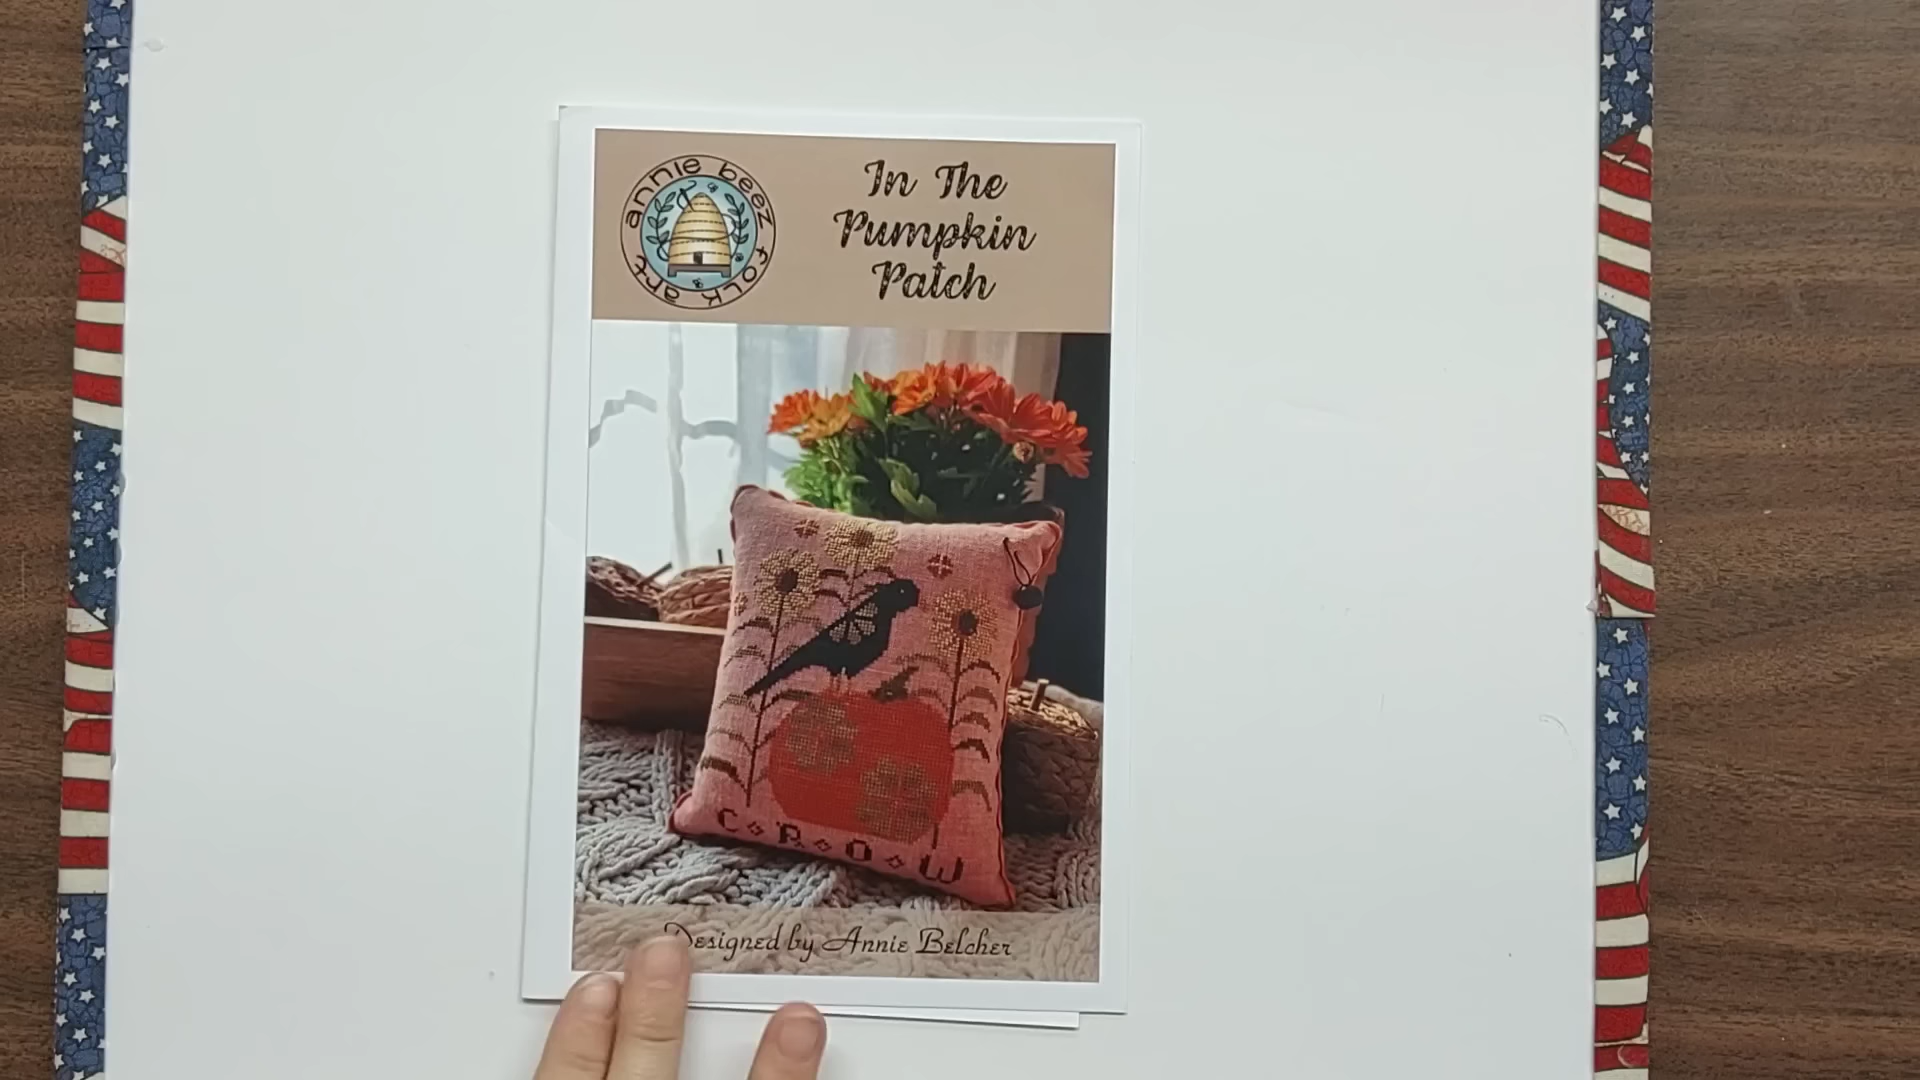 annie beez folk art
In The
Pumpkin
Patch
C R O W
Designed by Annie Belcher